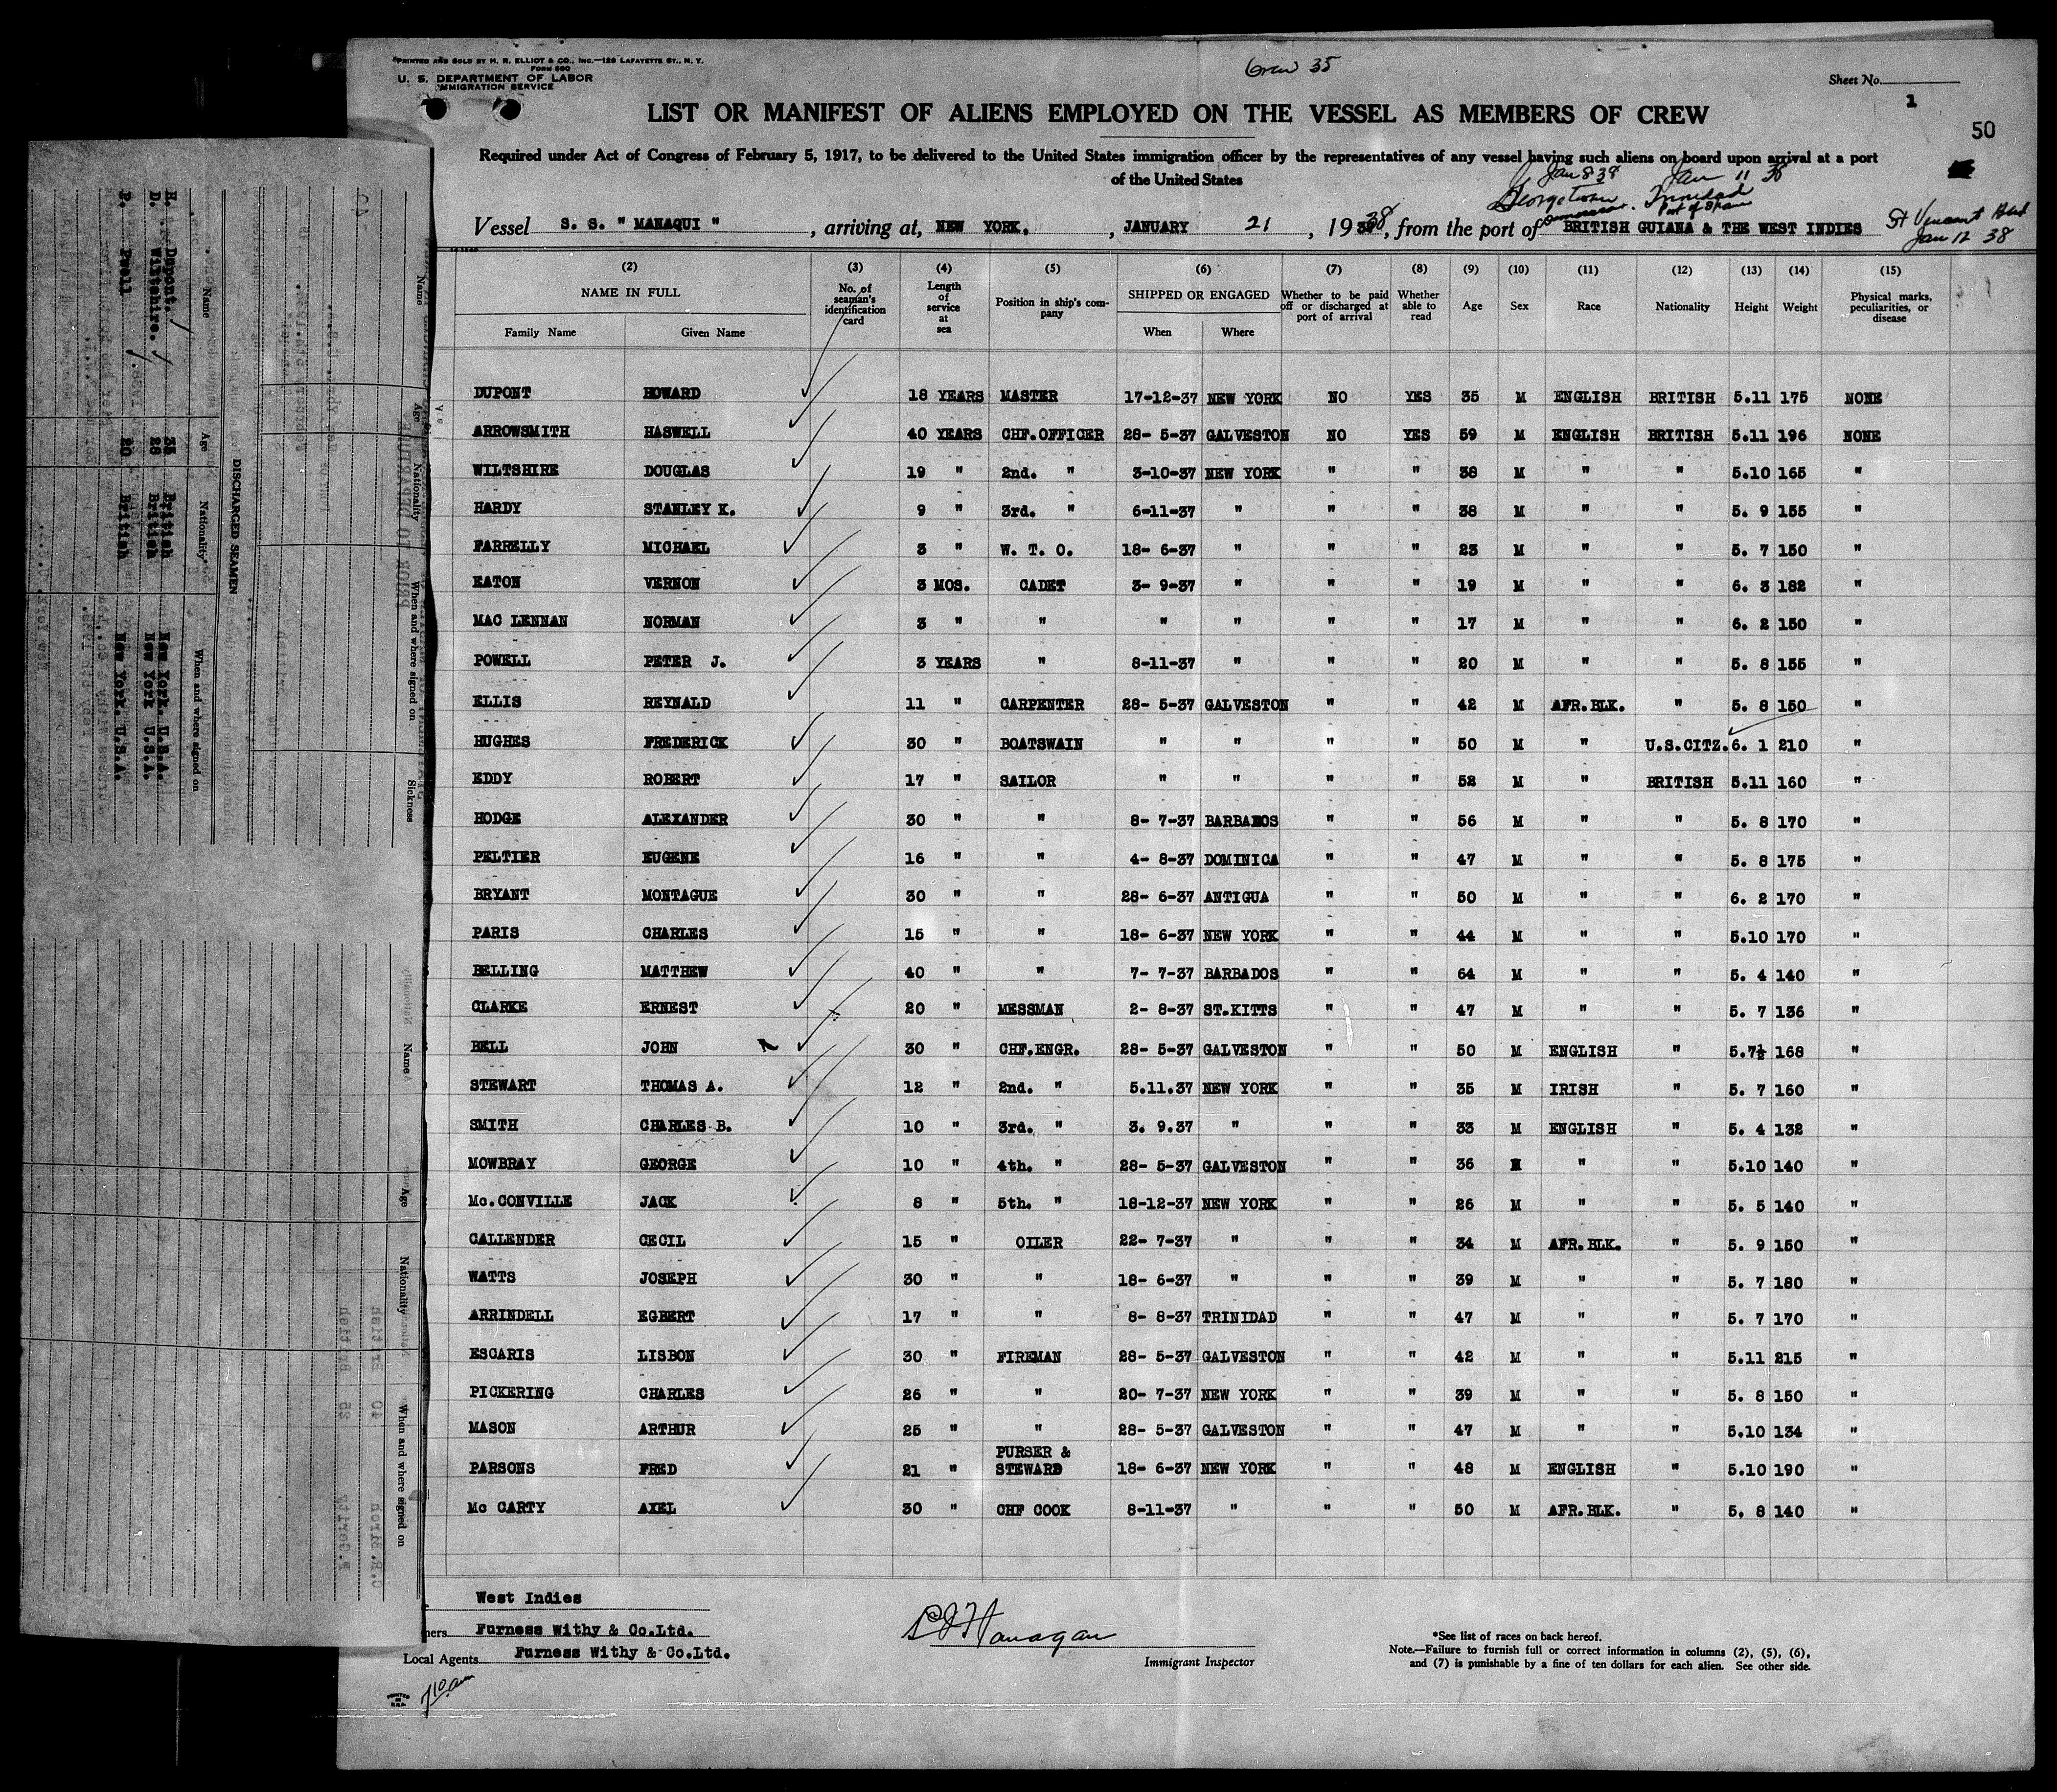 PRINTED AND SOLD BY H. R. ELLIOT & CO., INC.—129 LAFAYETTE ST., N. Y.
FORM 680
U. S. DEPARTMENT OF LABOR
IMMIGRATION SERVICE
Crew 35
Sheet No.
1
50
LIST OR MANIFEST OF ALIENS EMPLOYED ON THE VESSEL AS MEMBERS OF CREW
Required under Act of Congress of February 5, 1917, to be delivered to the United States immigration officer by the representatives of any vessel having such aliens on board upon arrival at a port
of the United States
Jan 8 38 Jan 11 38
Georgetown Trinidad
Demerara. Port of Spain
Vessel S. S. " MANAQUI " , arriving at, NEW YORK. , JANUARY 21 , 1938, from the port of BRITISH GUIANA & THE WEST INDIES St Vincent
Jan 12 38
(2) (3) (4) (5) (6) (7) (8) (9) (10) (11) (12) (13) (14) (15)
NAME IN FULL No. of seaman's identification card Length of service at sea Position in ship's company SHIPPED OR ENGAGED Whether to be paid off or discharged at port of arrival Whether able to read Age Sex Race Nationality Height Weight Physical marks, peculiarities, or disease
Family Name Given Name When Where
DUPONT HOWARD 18 YEARS MASTER 17-12-37 NEW YORK NO YES 35 M ENGLISH BRITISH 5.11 175 NONE
ARROWSMITH HASWELL 40 YEARS CHF.OFFICER 28- 5-37 GALVESTON NO YES 59 M ENGLISH BRITISH 5.11 196 NONE
WILTSHIRE DOUGLAS 19 " 2nd. " 3-10-37 NEW YORK " " 38 M " " 5.10 165 "
HARDY STANLEY K. 9 " 3rd. " 6-11-37 " " " 38 M " " 5. 9 155 "
FARRELLY MICHAEL 3 " W. T. O. 18- 6-37 " " " 23 M " " 5. 7 150 "
EATON VERNON 3 MOS. CADET 3- 9-37 " " " 19 M " " 6. 3 182 "
MAC LENNAN NORMAN 3 " " " " " " 17 M " " 6. 2 150 "
POWELL PETER J. 3 YEARS " 8-11-37 " " " 20 M " " 5. 8 155 "
ELLIS REYNALD 11 " CARPENTER 28- 5-37 GALVESTON " " 42 M AFR.BLK. " 5. 8 150 "
HUGHES FREDERICK 30 " BOATSWAIN " " " " 50 M " U.S.CITZ. 6. 1 210 "
EDDY ROBERT 17 " SAILOR " " " " 52 M " BRITISH 5.11 160 "
HODGE ALEXANDER 30 " " 8- 7-37 BARBADOS " " 56 M " " 5. 8 170 "
PELTIER EUGENE 16 " " 4- 8-37 DOMINICA " " 47 M " " 5. 8 175 "
BRYANT MONTAGUE 30 " " 28- 6-37 ANTIGUA " " 50 M " " 6. 2 170 "
PARIS CHARLES 15 " " 18- 6-37 NEW YORK " " 44 M " " 5.10 170 "
BELLING MATTHEW 40 " " 7- 7-37 BARBADOS " " 64 M " " 5. 4 140 "
CLARKE ERNEST 20 " MESSMAN 2- 8-37 ST.KITTS " " 47 M " " 5. 7 136 "
BELL JOHN 30 " CHF.ENGR. 28- 5-37 GALVESTON " " 50 M ENGLISH " 5.7½ 168 "
STEWART THOMAS A. 12 " 2nd. " 5.11.37 NEW YORK " " 35 M IRISH " 5. 7 160 "
SMITH CHARLES B. 10 " 3rd. " 3. 9.37 " " " 33 M ENGLISH " 5. 4 132 "
MOWBRAY GEORGE 10 " 4th. " 28- 5-37 GALVESTON " " 36 M " " 5.10 140 "
Mc.CONVILLE JACK 8 " 5th. " 18-12-37 NEW YORK " " 26 M " " 5. 5 140 "
CALLENDER CECIL 15 " OILER 22- 7-37 " " " 34 M AFR.BLK. " 5. 9 150 "
WATTS JOSEPH 30 " " 18- 6-37 " " " 39 M " " 5. 7 180 "
ARRINDELL EGBERT 17 " " 8- 8-37 TRINIDAD " " 47 M " " 5. 7 170 "
ESCARIS LISBON 30 " FIREMAN 28- 5-37 GALVESTON " " 42 M " " 5.11 215 "
PICKERING CHARLES 26 " " 20- 7-37 NEW YORK " " 39 M " " 5. 8 150 "
MASON ARTHUR 25 " " 28- 5-37 GALVESTON " " 47 M " " 5.10 134 "
PARSONS FRED 21 " PURSER & STEWARD 18- 6-37 NEW YORK " " 48 M ENGLISH " 5.10 190 "
Mc CARTY AXEL 30 " CHF COOK 8-11-37 " " " 50 M AFR.BLK. " 5. 8 140 "
West Indies
ners Furness Withy & Co.Ltd.
Local Agents Furness Withy & Co.Ltd.
Immigrant Inspector
*See list of races on back hereof.
Note.—Failure to furnish full or correct information in columns (2), (5), (6),
and (7) is punishable by a fine of ten dollars for each alien. See other side.
710 am
PRINTED IN U.S.A.
Name Age Nationality When and where signed on Sickness
DISCHARGED SEAMEN
Name Age Nationality When and where signed on
H. Dupont. 35 British New York. U.S.A.
D. Wiltshire. 28 British New York U.S.A.
P. Poell 20 British New York. U.S.A.
Name Age Nationality When and where signed on